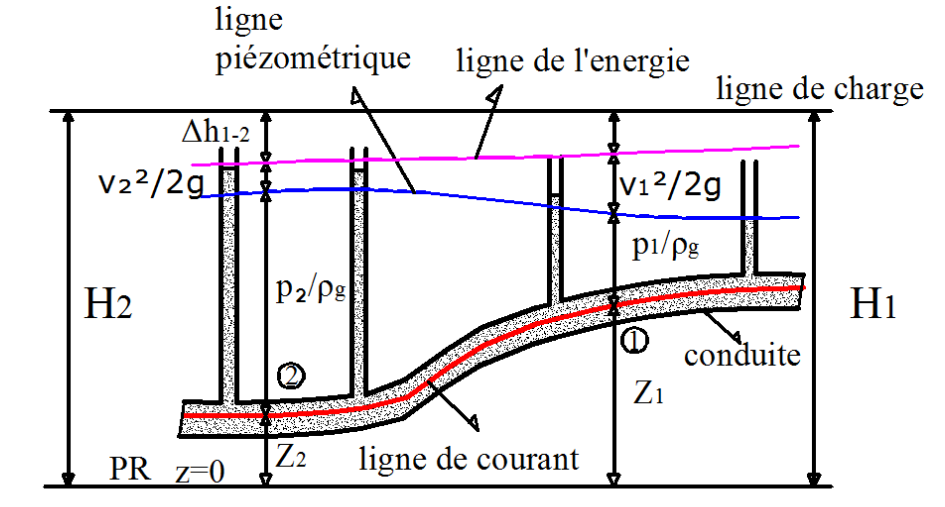 ligne
piézométrique
ligne de l'energie
ligne de charge
Δh1-2
v₂²/2g
v₁²/2g
p₂/ρg
p1/ρg
H2
H1
②
①
conduite
Z1
Z2
ligne de courant
PR z=0